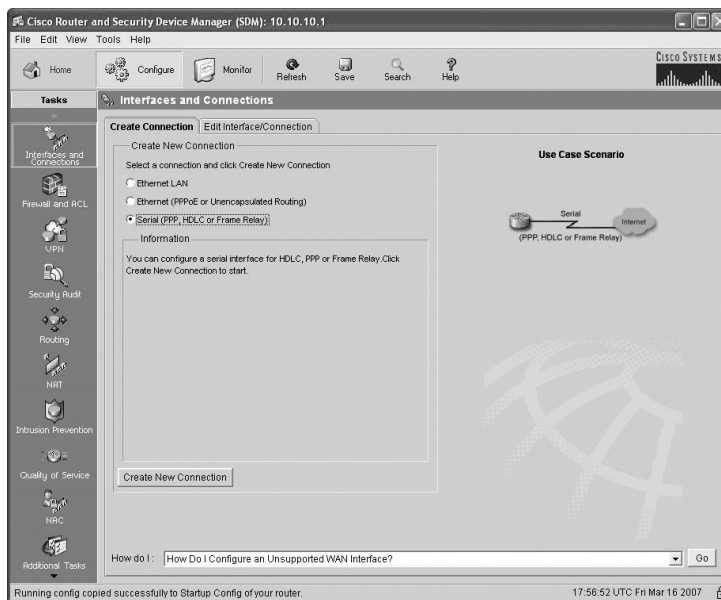 Cisco Router and Security Device Manager (SDM): 10.10.10.1
File Edit View Tools Help
Home Configure Monitor Refresh Save Search Help
CISCO SYSTEMS
Tasks
Interfaces and Connections
Interfaces and
Connections
Firewall and ACL
VPN
Security Audit
Routing
NAT
Intrusion Prevention
Quality of Service
NAC
Additional Tasks
Create Connection Edit Interface/Connection
Create New Connection
Select a connection and click Create New Connection
Ethernet LAN
Ethernet (PPPoE or Unencapsulated Routing)
Serial (PPP, HDLC or Frame Relay)
Information
You can configure a serial interface for HDLC, PPP or Frame Relay.Click
Create New Connection to start.
Create New Connection
Use Case Scenario
Serial
Internet
(PPP, HDLC or Frame Relay)
How do I: How Do I Configure an Unsupported WAN Interface? Go
Running config copied successfully to Startup Config of your router. 17:56:52 UTC Fri Mar 16 2007